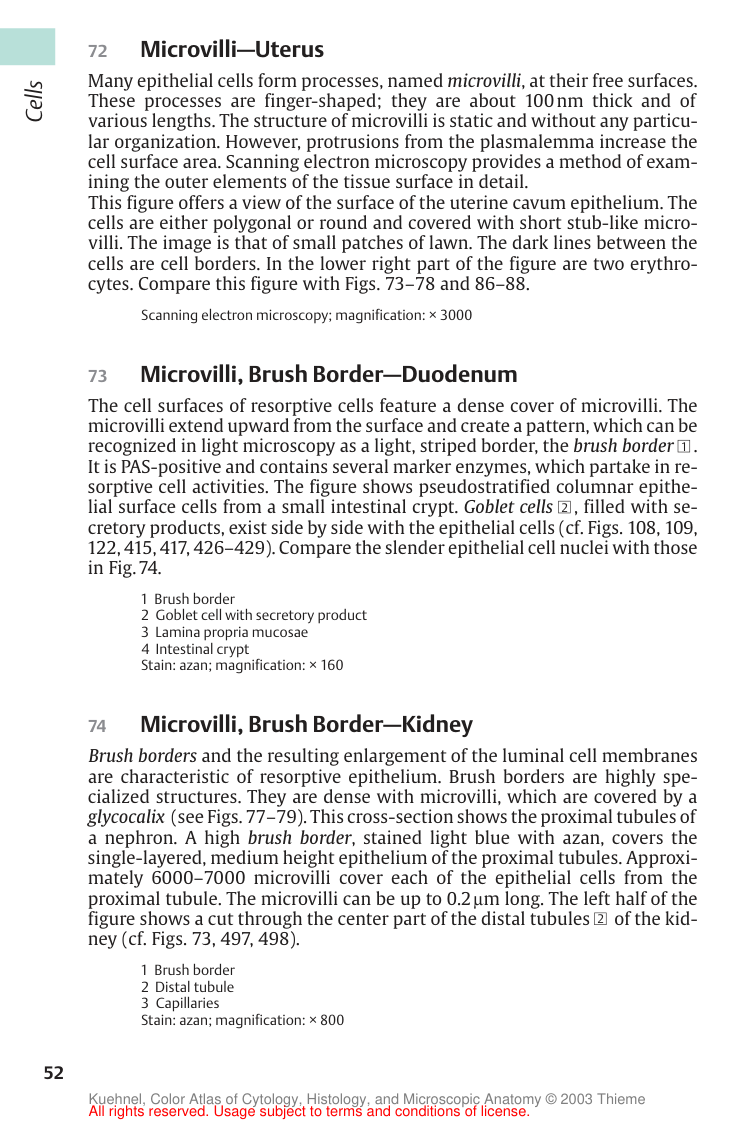 Cells
72 Microvilli—Uterus
Many epithelial cells form processes, named microvilli, at their free surfaces.
These processes are finger-shaped; they are about 100 nm thick and of
various lengths. The structure of microvilli is static and without any particu-
lar organization. However, protrusions from the plasmalemma increase the
cell surface area. Scanning electron microscopy provides a method of exam-
ining the outer elements of the tissue surface in detail.
This figure offers a view of the surface of the uterine cavum epithelium. The
cells are either polygonal or round and covered with short stub-like micro-
villi. The image is that of small patches of lawn. The dark lines between the
cells are cell borders. In the lower right part of the figure are two erythro-
cytes. Compare this figure with Figs. 73–78 and 86–88.
Scanning electron microscopy; magnification: × 3000
73 Microvilli, Brush Border—Duodenum
The cell surfaces of resorptive cells feature a dense cover of microvilli. The
microvilli extend upward from the surface and create a pattern, which can be
recognized in light microscopy as a light, striped border, the brush border 1.
It is PAS-positive and contains several marker enzymes, which partake in re-
sorptive cell activities. The figure shows pseudostratified columnar epithe-
lial surface cells from a small intestinal crypt. Goblet cells 2, filled with se-
cretory products, exist side by side with the epithelial cells (cf. Figs. 108, 109,
122, 415, 417, 426–429). Compare the slender epithelial cell nuclei with those
in Fig. 74.
1 Brush border
2 Goblet cell with secretory product
3 Lamina propria mucosae
4 Intestinal crypt
Stain: azan; magnification: × 160
74 Microvilli, Brush Border—Kidney
Brush borders and the resulting enlargement of the luminal cell membranes
are characteristic of resorptive epithelium. Brush borders are highly spe-
cialized structures. They are dense with microvilli, which are covered by a
glycocalix (see Figs. 77–79). This cross-section shows the proximal tubules of
a nephron. A high brush border, stained light blue with azan, covers the
single-layered, medium height epithelium of the proximal tubules. Approxi-
mately 6000–7000 microvilli cover each of the epithelial cells from the
proximal tubule. The microvilli can be up to 0.2 μm long. The left half of the
figure shows a cut through the center part of the distal tubules 2 of the kid-
ney (cf. Figs. 73, 497, 498).
1 Brush border
2 Distal tubule
3 Capillaries
Stain: azan; magnification: × 800
52
Kuehnel, Color Atlas of Cytology, Histology, and Microscopic Anatomy © 2003 Thieme
All rights reserved. Usage subject to terms and conditions of license.